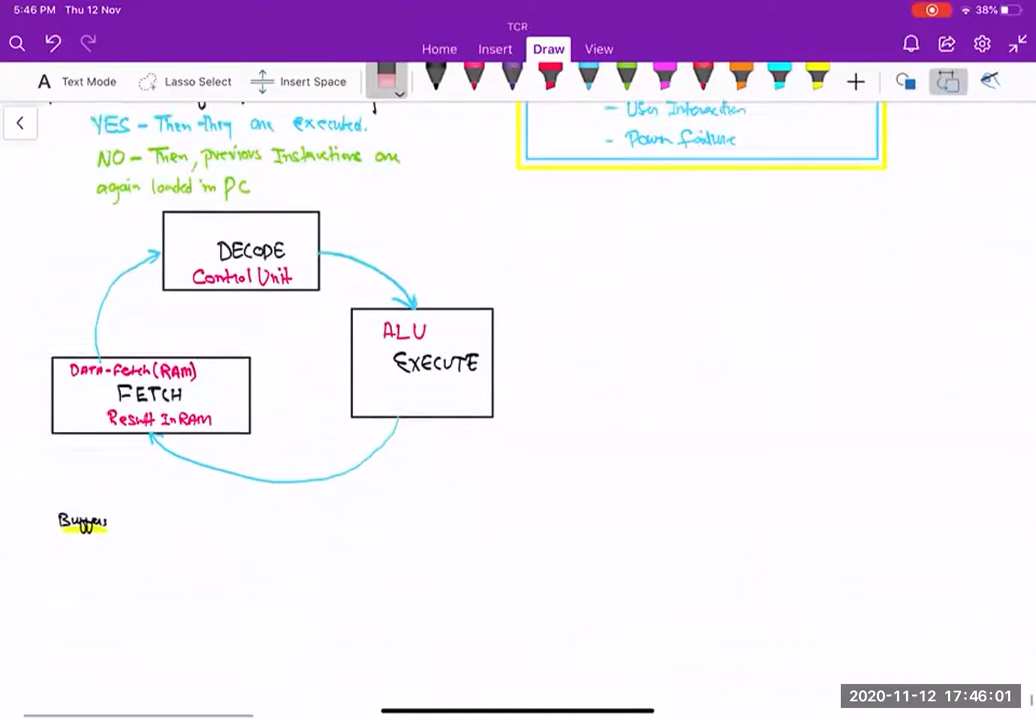 5:46 PM Thu 12 Nov
38%
TCR
Home Insert Draw View
A Text Mode Lasso Select Insert Space
YES - Then they are executed.
NO - Then, previous Instructions are
again loaded in PC
- User Interaction
- Power failure
DECODE
Control Unit
ALU
EXECUTE
DATA-Fetch (RAM)
FETCH
Result In RAM
Buffers
2020-11-12 17:46:01